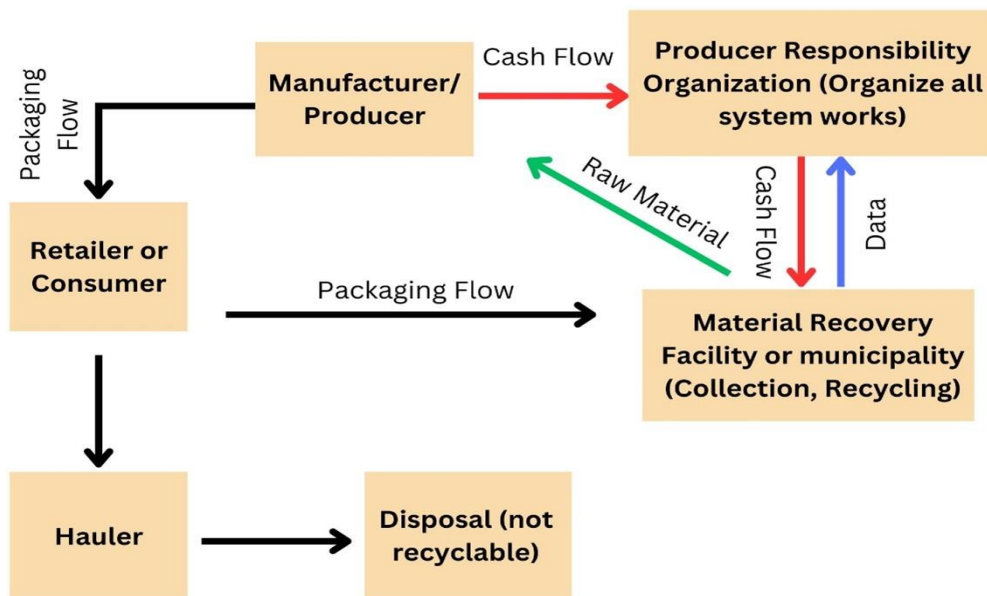 Cash Flow
Manufacturer/
Producer
Producer Responsibility
Organization (Organize all
system works)
Packaging
Flow
Raw Material
Cash Flow
Data
Retailer or
Consumer
Packaging Flow
Material Recovery
Facility or municipality
(Collection, Recycling)
Hauler
Disposal (not
recyclable)